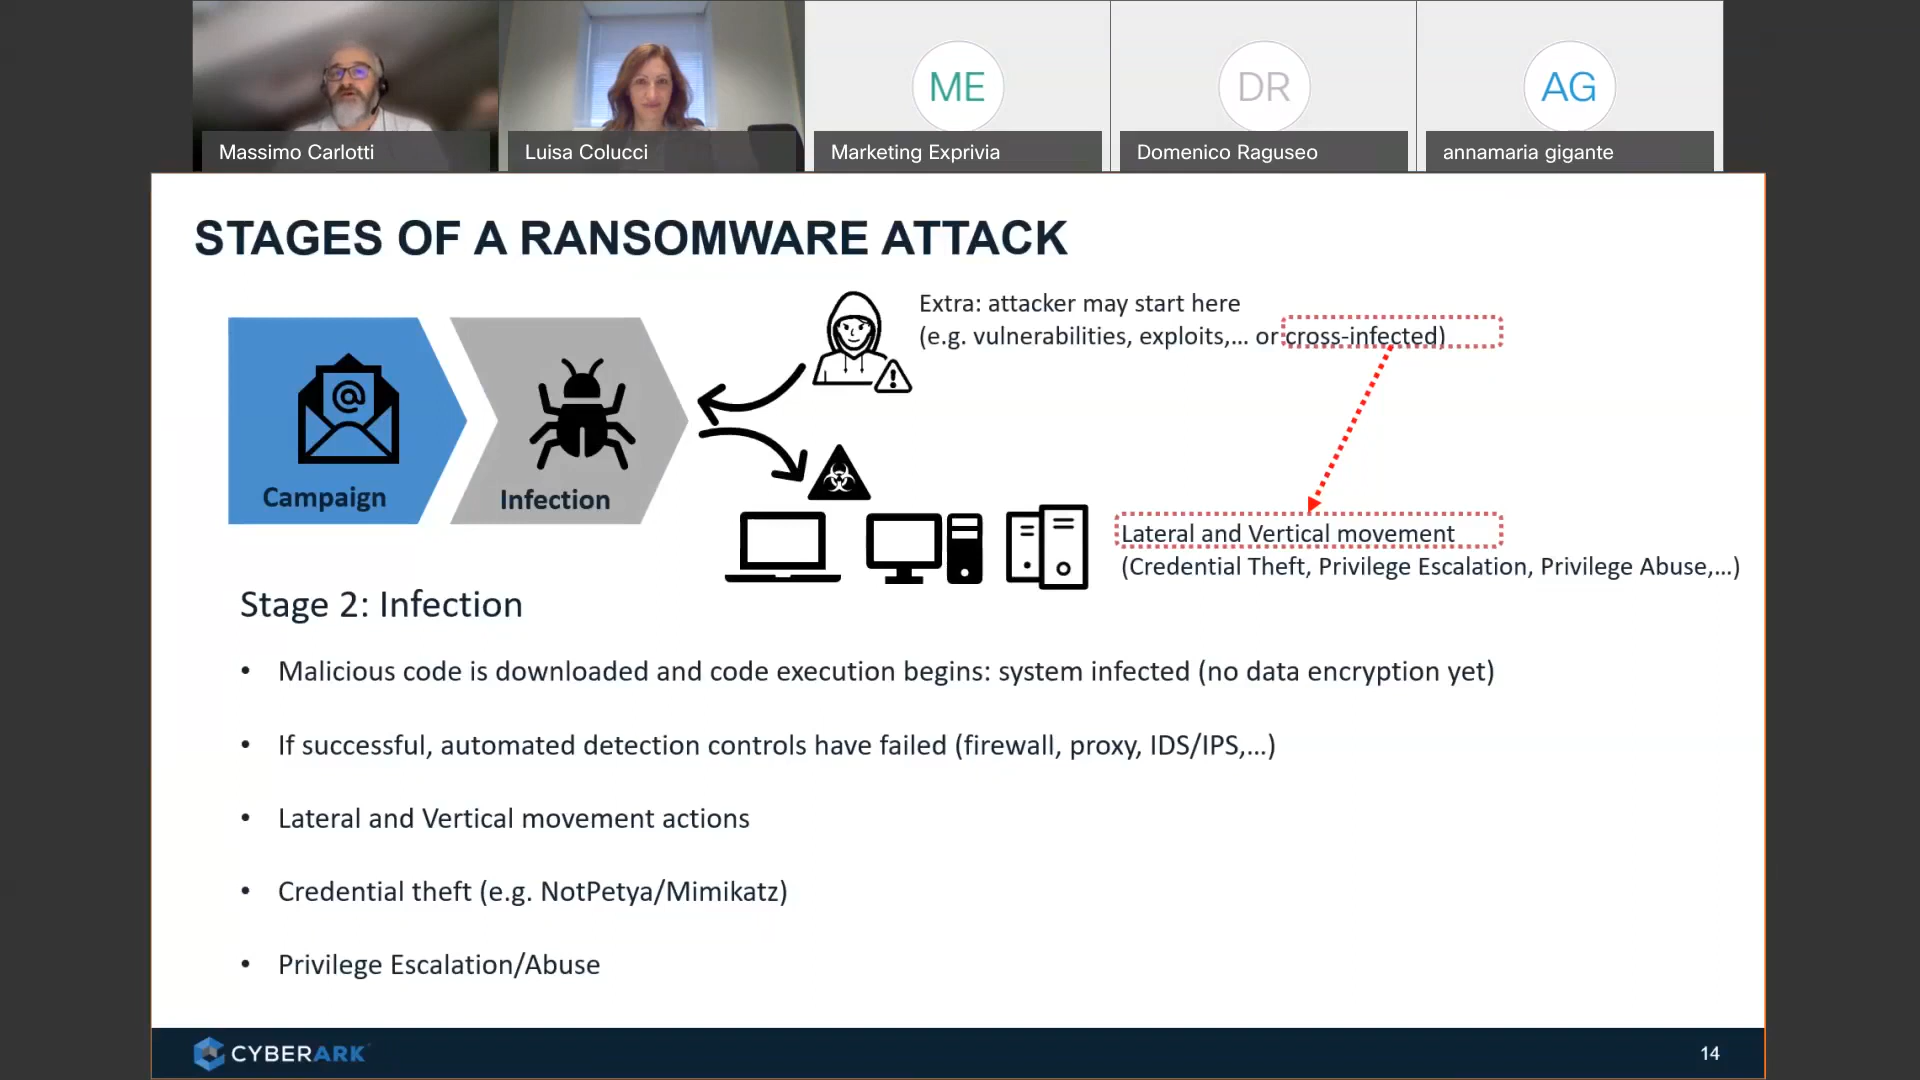 ME
DR
AG
Massimo Carlotti
Luisa Colucci
Marketing Exprivia
Domenico Raguseo
annamaria gigante
STAGES OF A RANSOMWARE ATTACK
Extra: attacker may start here
(e.g. vulnerabilities, exploits,... or cross-infected)
@
Campaign
Infection
Lateral and Vertical movement
(Credential Theft, Privilege Escalation, Privilege Abuse,...)
Stage 2: Infection
• Malicious code is downloaded and code execution begins: system infected (no data encryption yet)
• If successful, automated detection controls have failed (firewall, proxy, IDS/IPS,...)
• Lateral and Vertical movement actions
• Credential theft (e.g. NotPetya/Mimikatz)
• Privilege Escalation/Abuse
CYBERARK
14